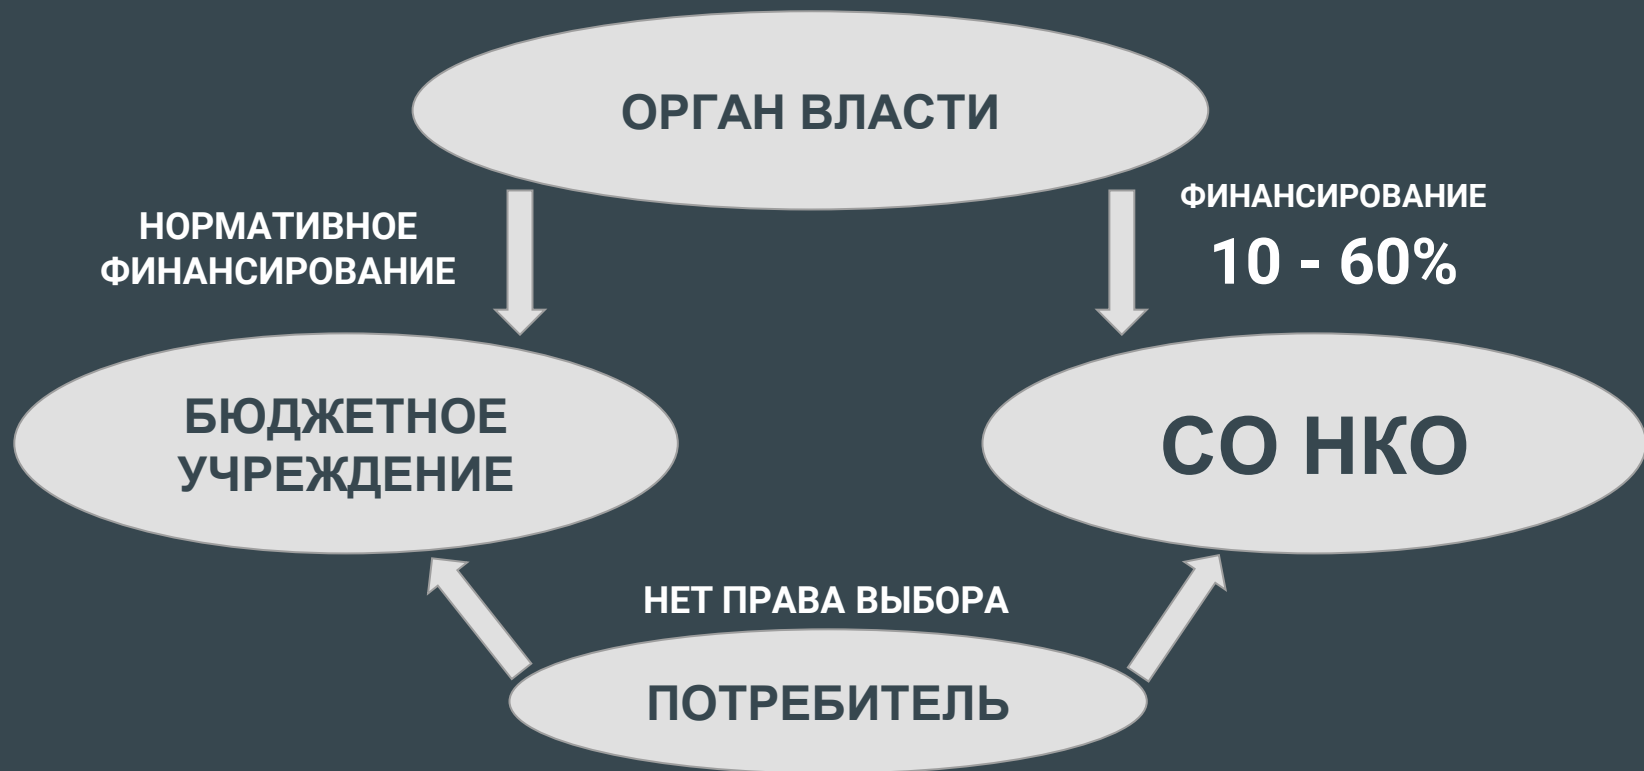 ОРГАН ВЛАСТИ
НОРМАТИВНОЕ
ФИНАНСИРОВАНИЕ
ФИНАНСИРОВАНИЕ
10 - 60%
БЮДЖЕТНОЕ
УЧРЕЖДЕНИЕ
СО НКО
НЕТ ПРАВА ВЫБОРА
ПОТРЕБИТЕЛЬ